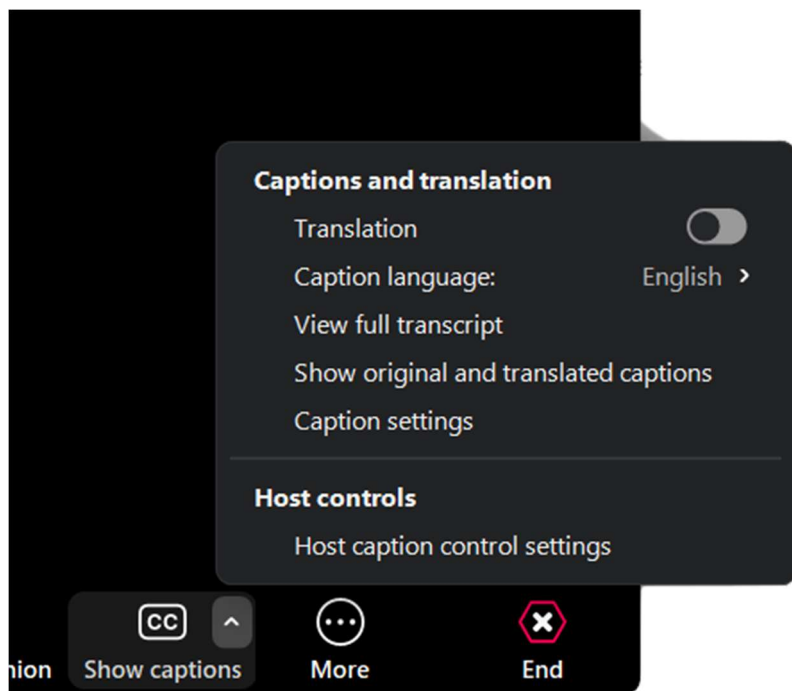 Captions and translation
Translation
Caption language: English
View full transcript
Show original and translated captions
Caption settings
Host controls
Host caption control settings
CC
nion Show captions More End